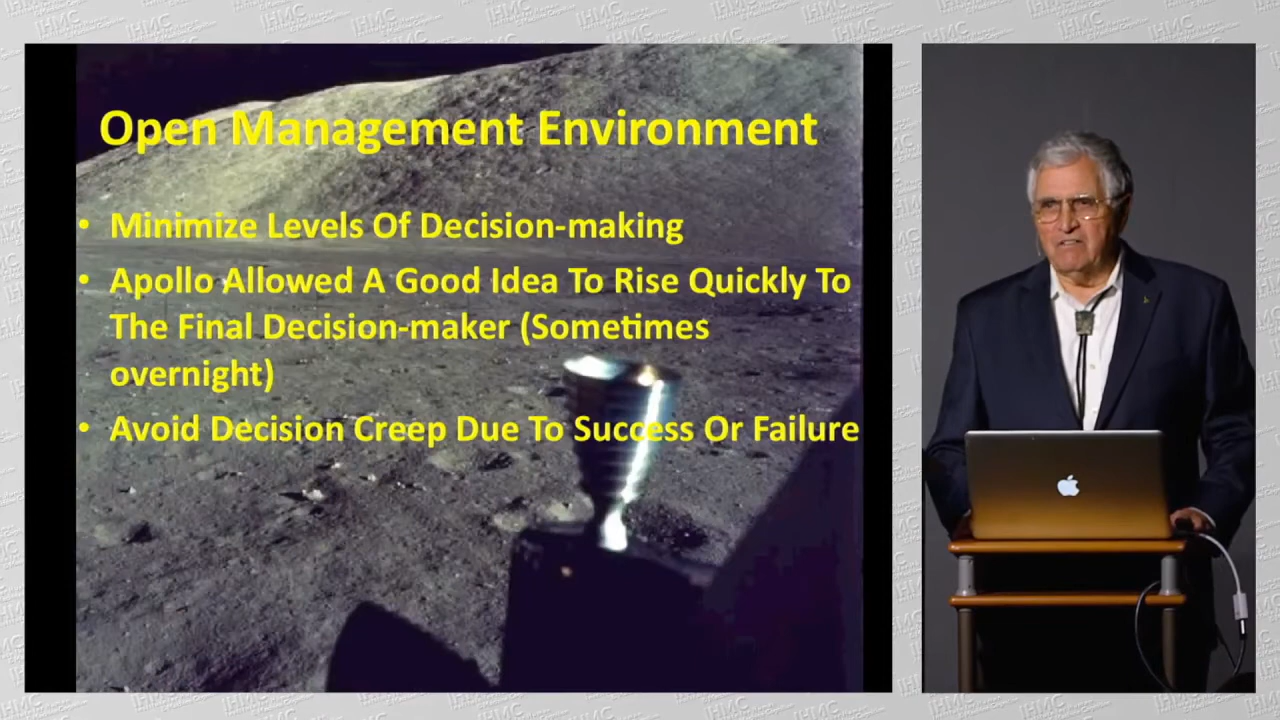 Open Management Environment
• Minimize Levels Of Decision-making
• Apollo Allowed A Good Idea To Rise Quickly To
The Final Decision-maker (Sometimes
overnight)
• Avoid Decision Creep Due To Success Or Failure
IHMC